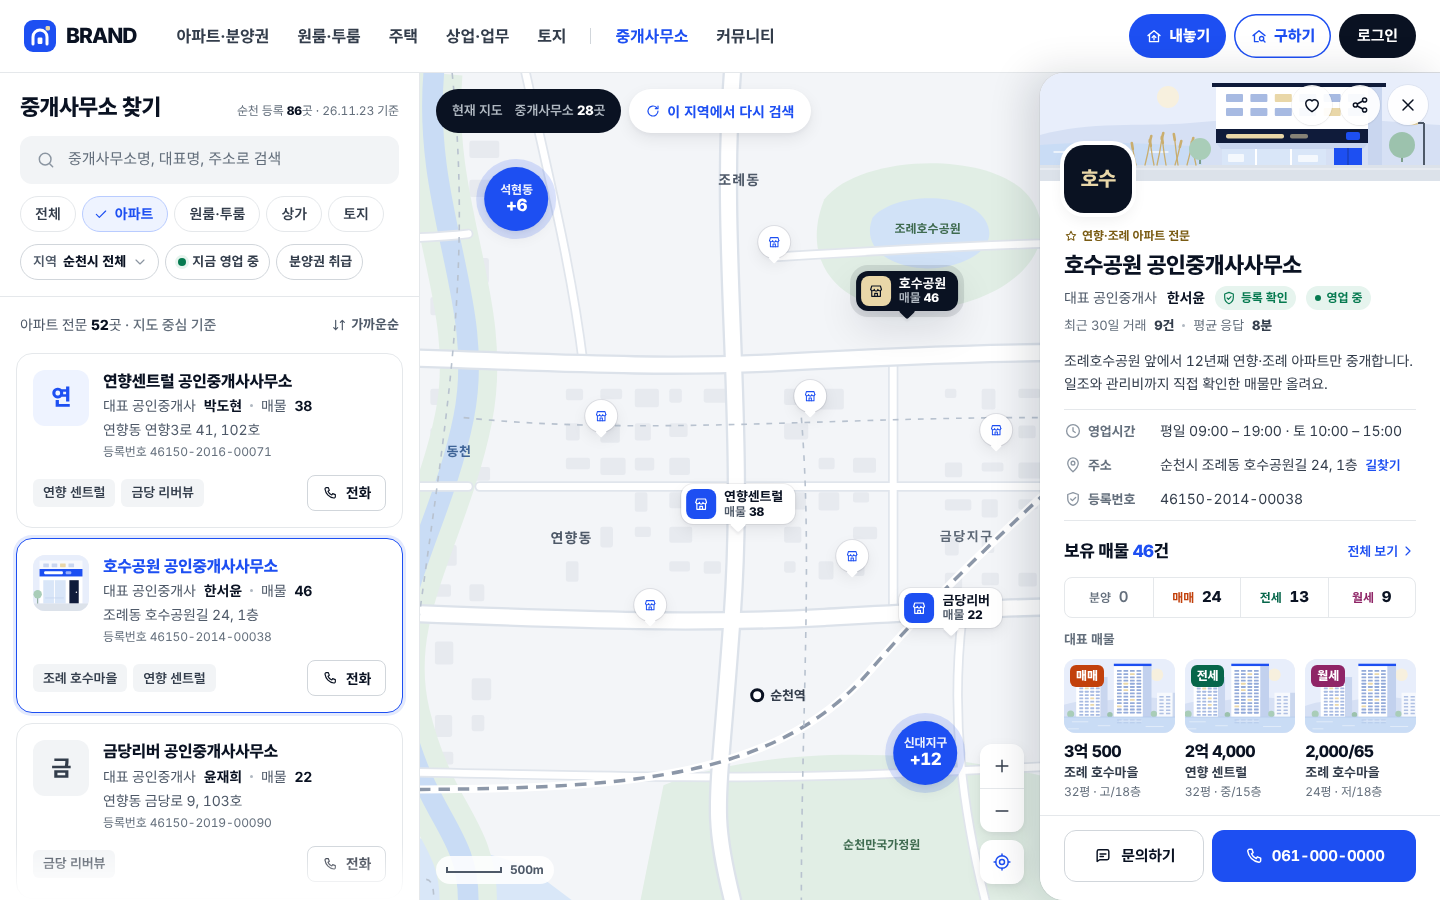 BRAND
아파트·분양권 원룸·투룸 주택 상업·업무 토지 중개사무소 커뮤니티
내놓기 구하기 로그인
중개사무소 찾기
순천 등록 86곳 · 26.11.23 기준
중개사무소명, 대표명, 주소로 검색
전체 아파트 원룸·투룸 상가 토지
지역 순천시 전체 지금 영업 중 분양권 취급
아파트 전문 52곳 · 지도 중심 기준 가까운순
연
연향센트럴 공인중개사사무소
대표 공인중개사 박도현 · 매물 38
연향동 연향3로 41, 102호
등록번호 46150-2016-00071
연향 센트럴 금당 리버뷰 전화
호수공원 공인중개사사무소
대표 공인중개사 한서윤 · 매물 46
조례동 호수공원길 24, 1층
등록번호 46150-2014-00038
조례 호수마을 연향 센트럴 전화
금
금당리버 공인중개사사무소
대표 공인중개사 윤재희 · 매물 22
연향동 금당로 9, 103호
등록번호 46150-2019-00090
금당 리버뷰 전화
현재 지도 중개사무소 28곳
이 지역에서 다시 검색
석현동
+6
조례동
조례호수공원
호수공원
매물 46
동천
연향센트럴
매물 38
연향동
금당지구
금당리버
매물 22
순천역
신대지구
+12
순천만국가정원
500m
호수
연향·조례 아파트 전문
호수공원 공인중개사사무소
대표 공인중개사 한서윤 등록 확인 영업 중
최근 30일 거래 9건 · 평균 응답 8분
조례호수공원 앞에서 12년째 연향·조례 아파트만 중개합니다.
일조와 관리비까지 직접 확인한 매물만 올려요.
영업시간 평일 09:00 – 19:00 · 토 10:00 – 15:00
주소 순천시 조례동 호수공원길 24, 1층 길찾기
등록번호 46150-2014-00038
보유 매물 46건 전체 보기
분양 0 매매 24 전세 13 월세 9
대표 매물
매매 전세 월세
3억 500 2억 4,000 2,000/65
조례 호수마을 연향 센트럴 조례 호수마을
32평 · 고/18층 32평 · 중/15층 24평 · 저/18층
문의하기 061-000-0000